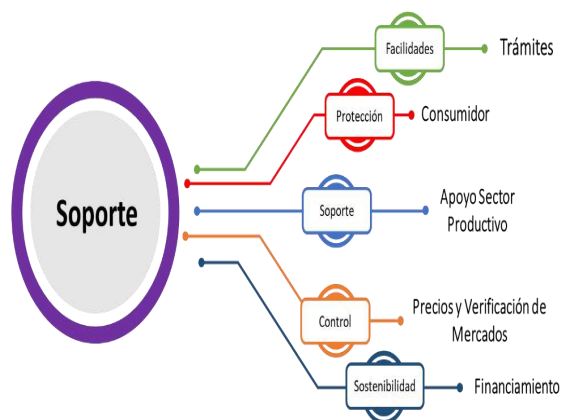 Soporte
Facilidades
Trámites
Protección
Consumidor
Soporte
Apoyo Sector
Productivo
Control
Precios y Verificación de
Mercados
Sostenibilidad
Financiamiento